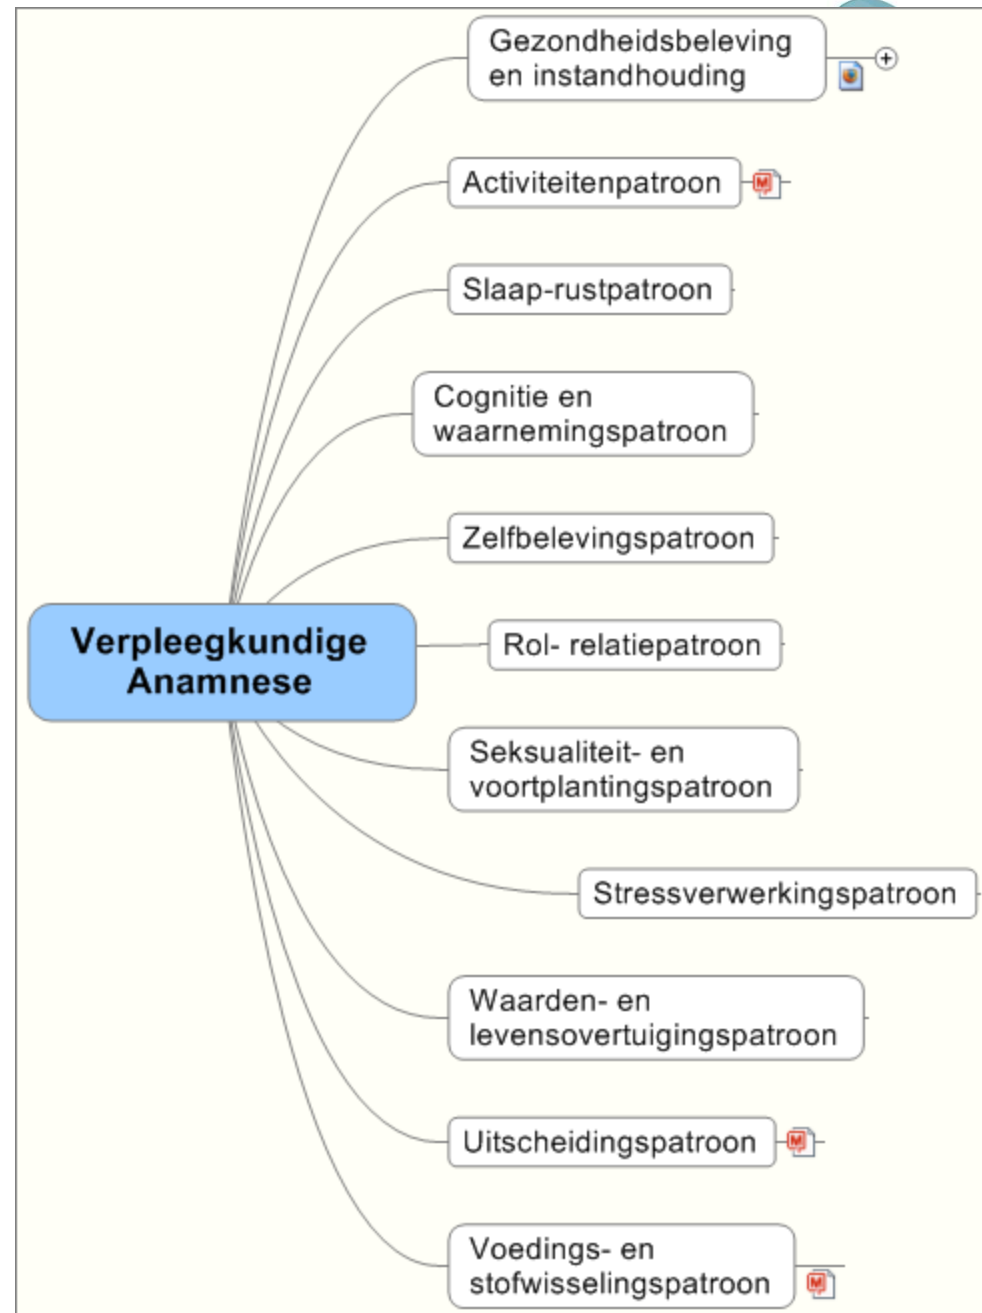 Gezondheidsbeleving
en instandhouding
Activiteitenpatroon
Slaap-rustpatroon
Cognitie en
waarnemingspatroon
Zelfbelevingspatroon
Verpleegkundige
Anamnese
Rol- relatiepatroon
Seksualiteit- en
voortplantingspatroon
Stressverwerkingspatroon
Waarden- en
levensovertuigingspatroon
Uitscheidingspatroon
Voedings- en
stofwisselingspatroon